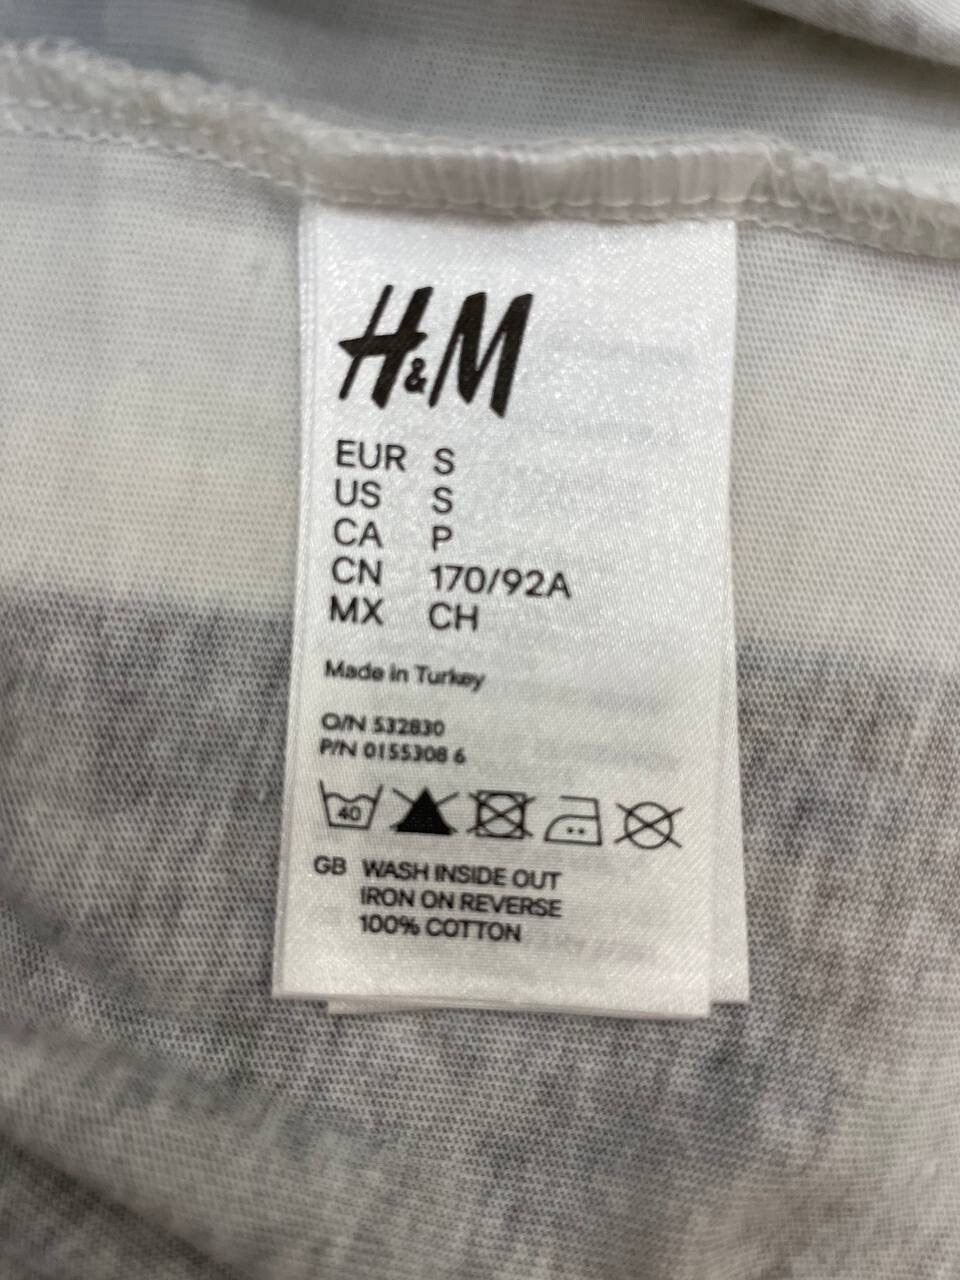 H&M
EUR S
US S
CA P
CN 170/92A
MX CH
Made in Turkey
O/N 532830
P/N 0155308 6
40
GB WASH INSIDE OUT
IRON ON REVERSE
100% COTTON